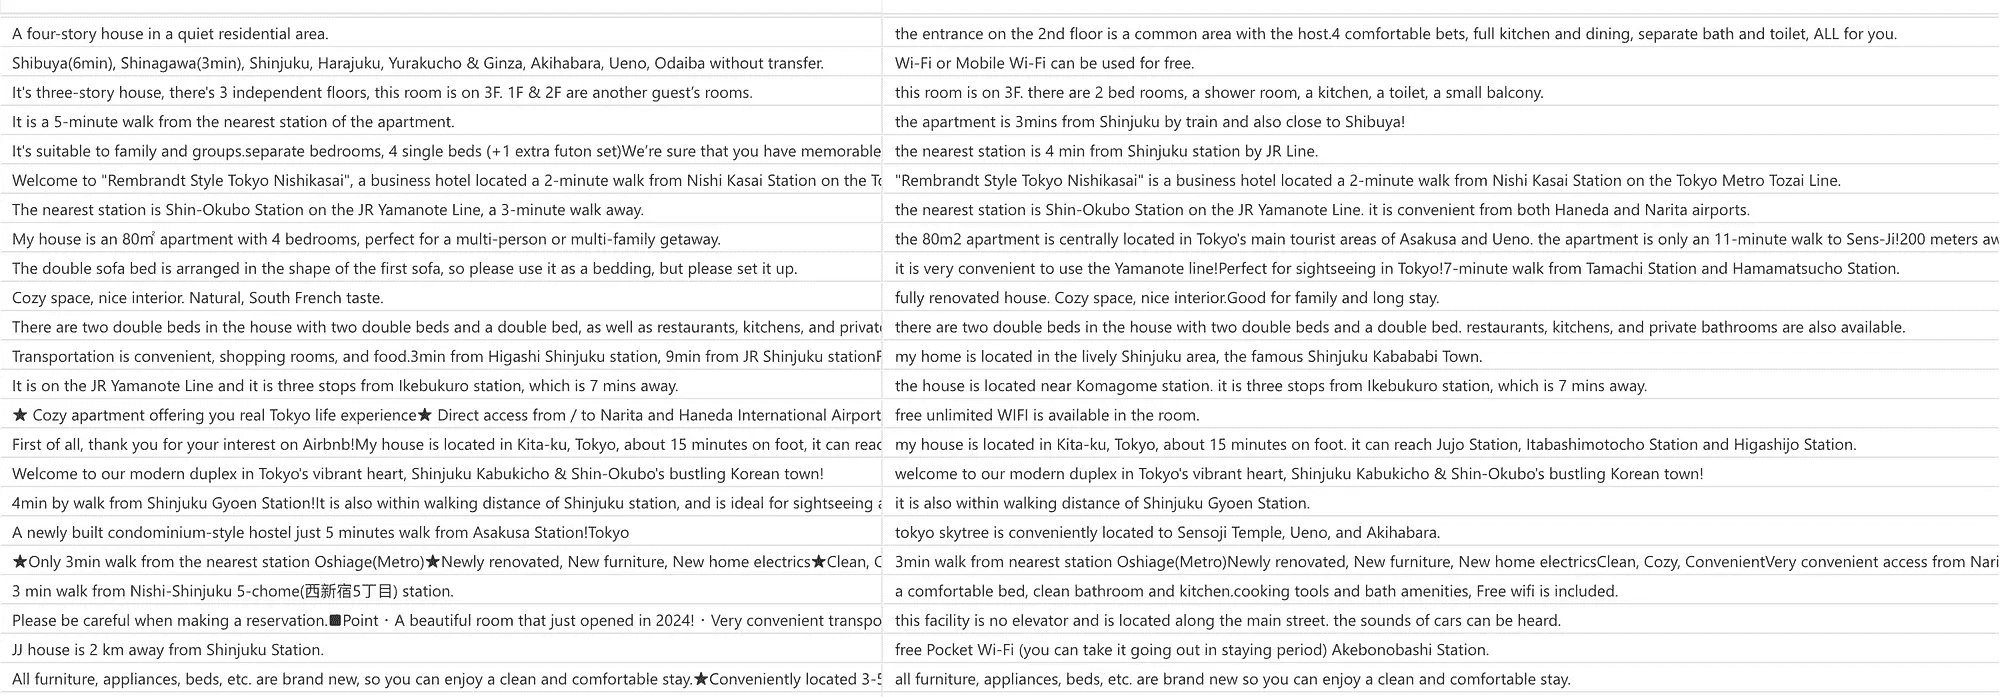 A four-story house in a quiet residential area.	the entrance on the 2nd floor is a common area with the host.4 comfortable bets, full kitchen and dining, separate bath and toilet, ALL for you.
Shibuya(6min), Shinagawa(3min), Shinjuku, Harajuku, Yurakucho & Ginza, Akihabara, Ueno, Odaiba without transfer.	Wi-Fi or Mobile Wi-Fi can be used for free.
It's three-story house, there's 3 independent floors, this room is on 3F. 1F & 2F are another guest’s rooms.	this room is on 3F. there are 2 bed rooms, a shower room, a kitchen, a toilet, a small balcony.
It is a 5-minute walk from the nearest station of the apartment.	the apartment is 3mins from Shinjuku by train and also close to Shibuya!
It's suitable to family and groups.separate bedrooms, 4 single beds (+1 extra futon set)We’re sure that you have memorable	the nearest station is 4 min from Shinjuku station by JR Line.
Welcome to "Rembrandt Style Tokyo Nishikasai", a business hotel located a 2-minute walk from Nishi Kasai Station on the To	"Rembrandt Style Tokyo Nishikasai" is a business hotel located a 2-minute walk from Nishi Kasai Station on the Tokyo Metro Tozai Line.
The nearest station is Shin-Okubo Station on the JR Yamanote Line, a 3-minute walk away.	the nearest station is Shin-Okubo Station on the JR Yamanote Line. it is convenient from both Haneda and Narita airports.
My house is an 80㎡ apartment with 4 bedrooms, perfect for a multi-person or multi-family getaway.	the 80m2 apartment is centrally located in Tokyo's main tourist areas of Asakusa and Ueno. the apartment is only an 11-minute walk to Sens-Ji!200 meters aw
The double sofa bed is arranged in the shape of the first sofa, so please use it as a bedding, but please set it up.	it is very convenient to use the Yamanote line!Perfect for sightseeing in Tokyo!7-minute walk from Tamachi Station and Hamamatsucho Station.
Cozy space, nice interior. Natural, South French taste.	fully renovated house. Cozy space, nice interior.Good for family and long stay.
There are two double beds in the house with two double beds and a double bed, as well as restaurants, kitchens, and private	there are two double beds in the house with two double beds and a double bed. restaurants, kitchens, and private bathrooms are also available.
Transportation is convenient, shopping rooms, and food.3min from Higashi Shinjuku station, 9min from JR Shinjuku stationF	my home is located in the lively Shinjuku area, the famous Shinjuku Kabababi Town.
It is on the JR Yamanote Line and it is three stops from Ikebukuro station, which is 7 mins away.	the house is located near Komagome station. it is three stops from Ikebukuro station, which is 7 mins away.
★ Cozy apartment offering you real Tokyo life experience★ Direct access from / to Narita and Haneda International Airport	free unlimited WIFI is available in the room.
First of all, thank you for your interest on Airbnb!My house is located in Kita-ku, Tokyo, about 15 minutes on foot, it can reac	my house is located in Kita-ku, Tokyo, about 15 minutes on foot. it can reach Jujo Station, Itabashimotocho Station and Higashijo Station.
Welcome to our modern duplex in Tokyo's vibrant heart, Shinjuku Kabukicho & Shin-Okubo's bustling Korean town!	welcome to our modern duplex in Tokyo's vibrant heart, Shinjuku Kabukicho & Shin-Okubo's bustling Korean town!
4min by walk from Shinjuku Gyoen Station!It is also within walking distance of Shinjuku station, and is ideal for sightseeing a	it is also within walking distance of Shinjuku Gyoen Station.
A newly built condominium-style hostel just 5 minutes walk from Asakusa Station!Tokyo	tokyo skytree is conveniently located to Sensoji Temple, Ueno, and Akihabara.
★Only 3min walk from the nearest station Oshiage(Metro)★Newly renovated, New furniture, New home electrics★Clean, C	3min walk from nearest station Oshiage(Metro)Newly renovated, New furniture, New home electricsClean, Cozy, ConvenientVery convenient access from Nari
3 min walk from Nishi-Shinjuku 5-chome(西新宿5丁目) station.	a comfortable bed, clean bathroom and kitchen.cooking tools and bath amenities, Free wifi is included.
Please be careful when making a reservation.■Point・A beautiful room that just opened in 2024!・Very convenient transpo	this facility is no elevator and is located along the main street. the sounds of cars can be heard.
JJ house is 2 km away from Shinjuku Station.	free Pocket Wi-Fi (you can take it going out in staying period) Akebonobashi Station.
All furniture, appliances, beds, etc. are brand new, so you can enjoy a clean and comfortable stay.★Conveniently located 3-5	all furniture, appliances, beds, etc. are brand new so you can enjoy a clean and comfortable stay.